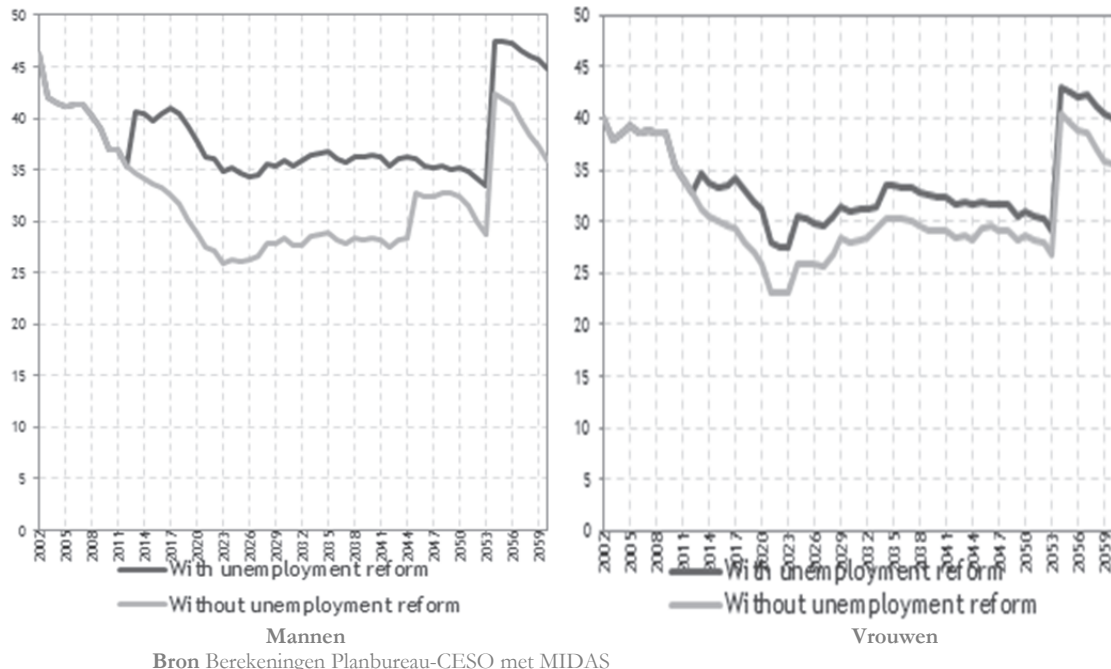 50
45
40
35
30
25
20
15
10
5
0
2002 2005 2008 2011 2014 2017 2020 2023 2026 2029 2032 2035 2038 2041 2044 2047 2050 2053 2056 2059
With unemployment reform
Without unemployment reform
Mannen
50
45
40
35
30
25
20
15
10
5
0
2002 2005 2008 2011 2014 2017 2020 2023 2026 2029 2032 2035 2038 2041 2044 2047 2050 2053 2056 2059
With unemployment reform
Without unemployment reform
Vrouwen
Bron Berekeningen Planbureau-CESO met MIDAS